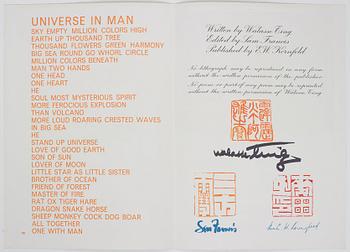 UNIVERSE IN MAN
SKY EMPTY MILLION COLORS HIGH
EARTH UP THOUSAND TREE
THOUSAND FLOWERS GREEN HARMONY
BIG SEA ROUND GO WHORL CIRCLE
MILLION COLORS BENEATH
MAN TWO HANDS
ONE HEAD
ONE HEART
HE
SOUL MOST MYSTERIOUS SPIRIT
MORE FEROCIOUS EXPLOSION
THAN VOLCANO
MORE LOUD ROARING CRESTED WAVES
IN BIG SEA
HE
STAND UP UNIVERSE
LOVE OF GOOD EARTH
SON OF SUN
LOVER OF MOON
LITTLE STAR AS LITTLE SISTER
BROTHER OF OCEAN
FRIEND OF FOREST
MASTER OF FIRE
RAT OX TIGER HARE
DRAGON SNAKE HORSE
SHEEP MONKEY COCK DOG BOAR
ALL TOGETHER
ONE WITH MAN
Written by Walasse Ting
Edited by Sam Francis
Published by E.W. Kornfeld
No lithograph may be reproduced in any form
without the written permission of the publisher
No poem or part of any poem may be reprinted
without the written permission of Walasse Ting
walasse Ting
Sam Francis